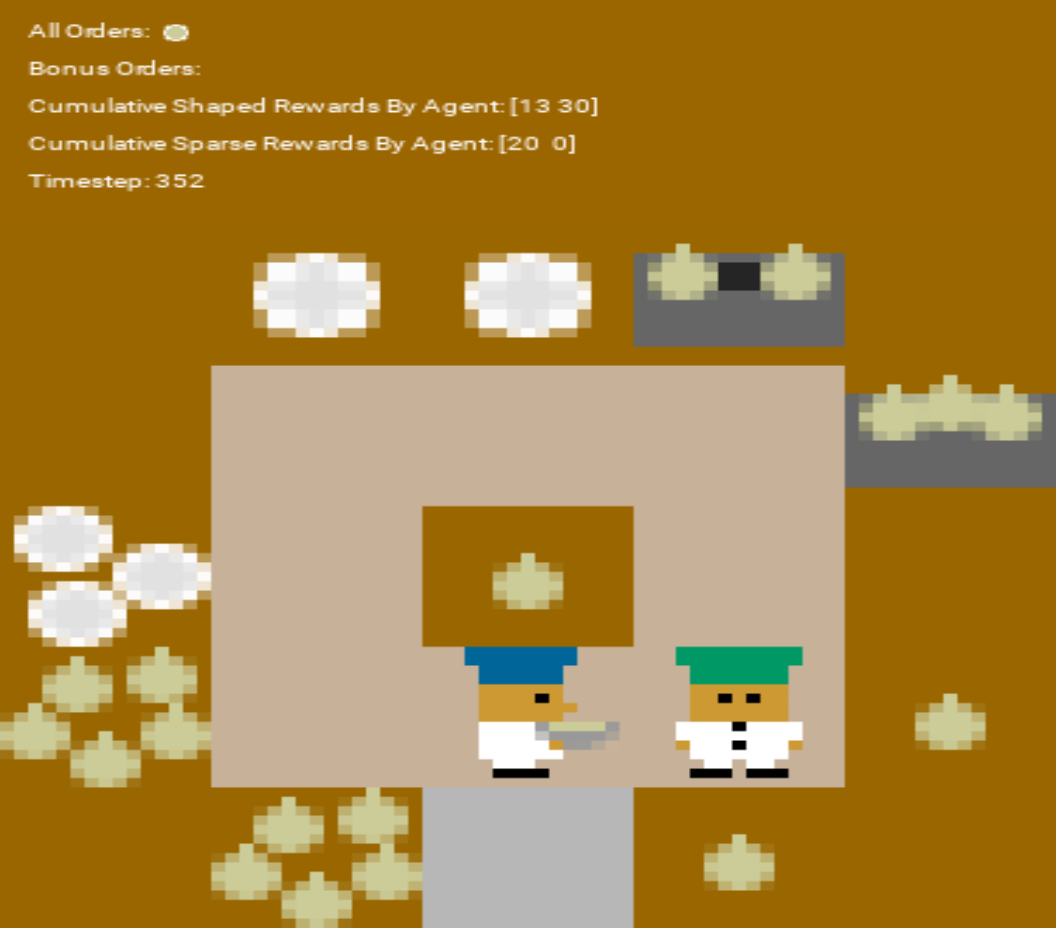 All Orders:
Bonus Orders:
Cumulative Shaped Rewards By Agent: [13 30]
Cumulative Sparse Rewards By Agent: [20  0]
Timestep: 352